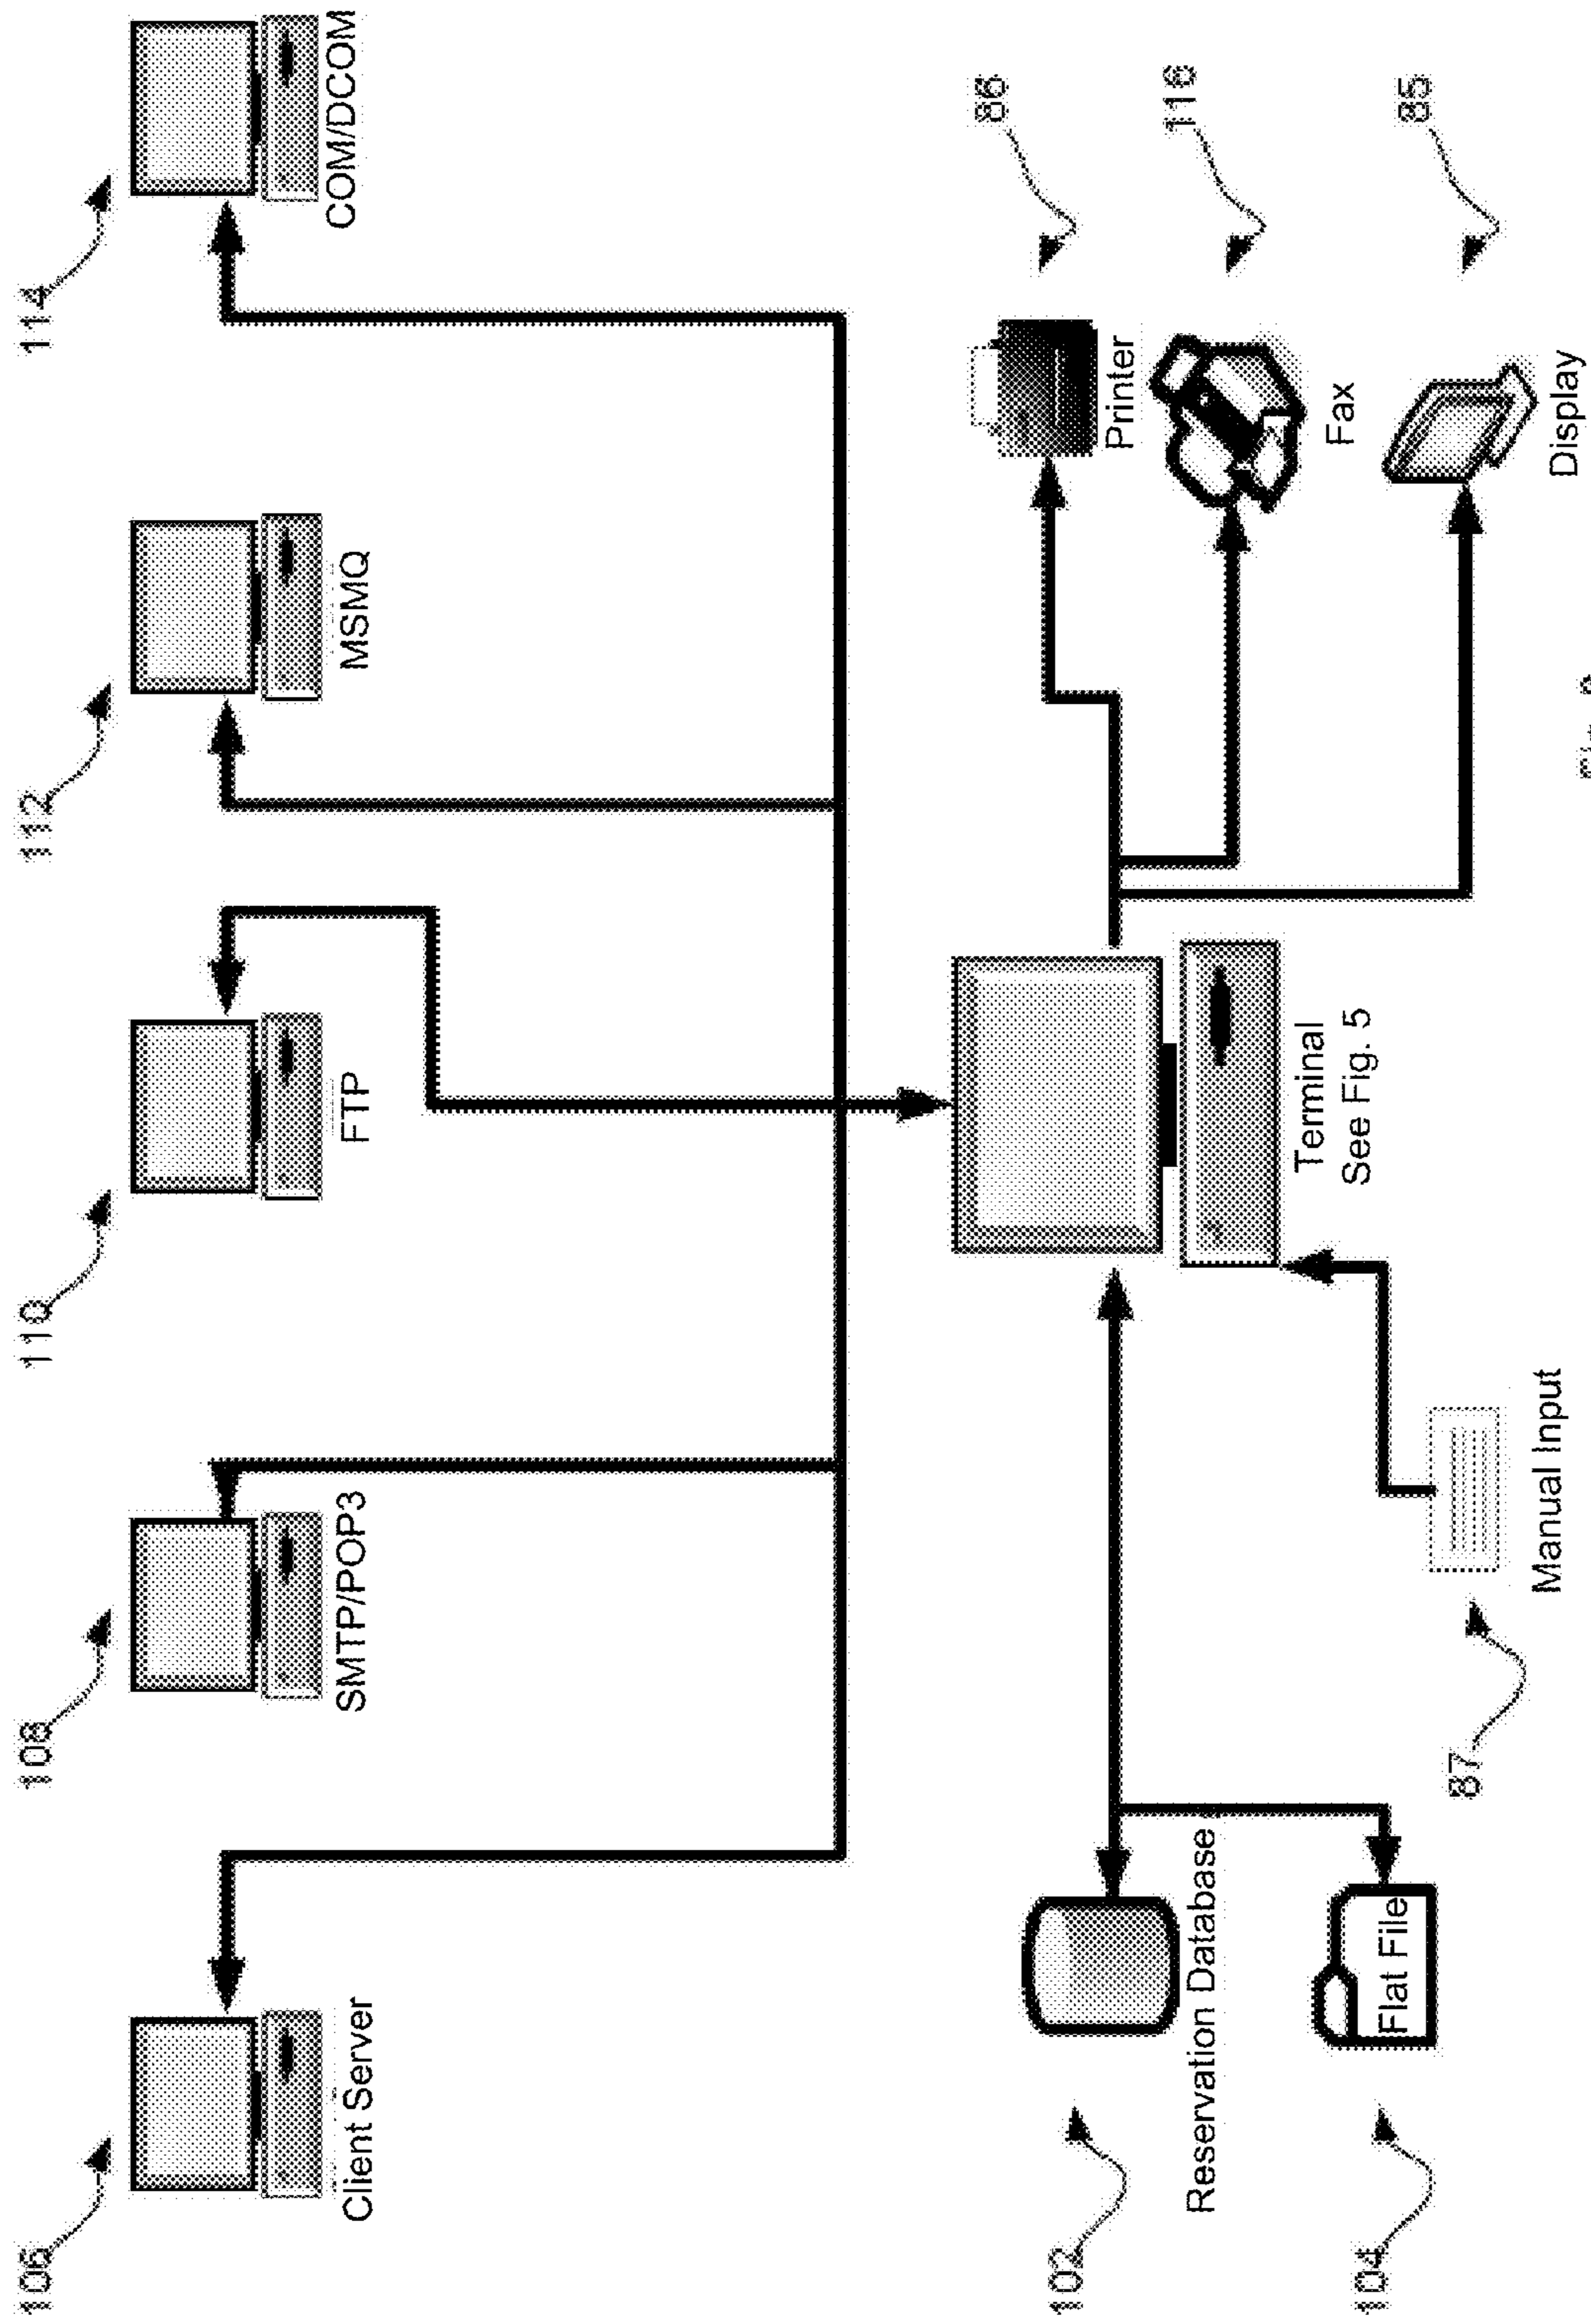 106
108
110
112
114
Client Server
SMTP/POP3
FTP
MSMQ
COM/DCOM
102
Reservation Database
104
Flat File
87
Manual Input
Terminal
See Fig. 5
Printer
86
Fax
116
Display
85